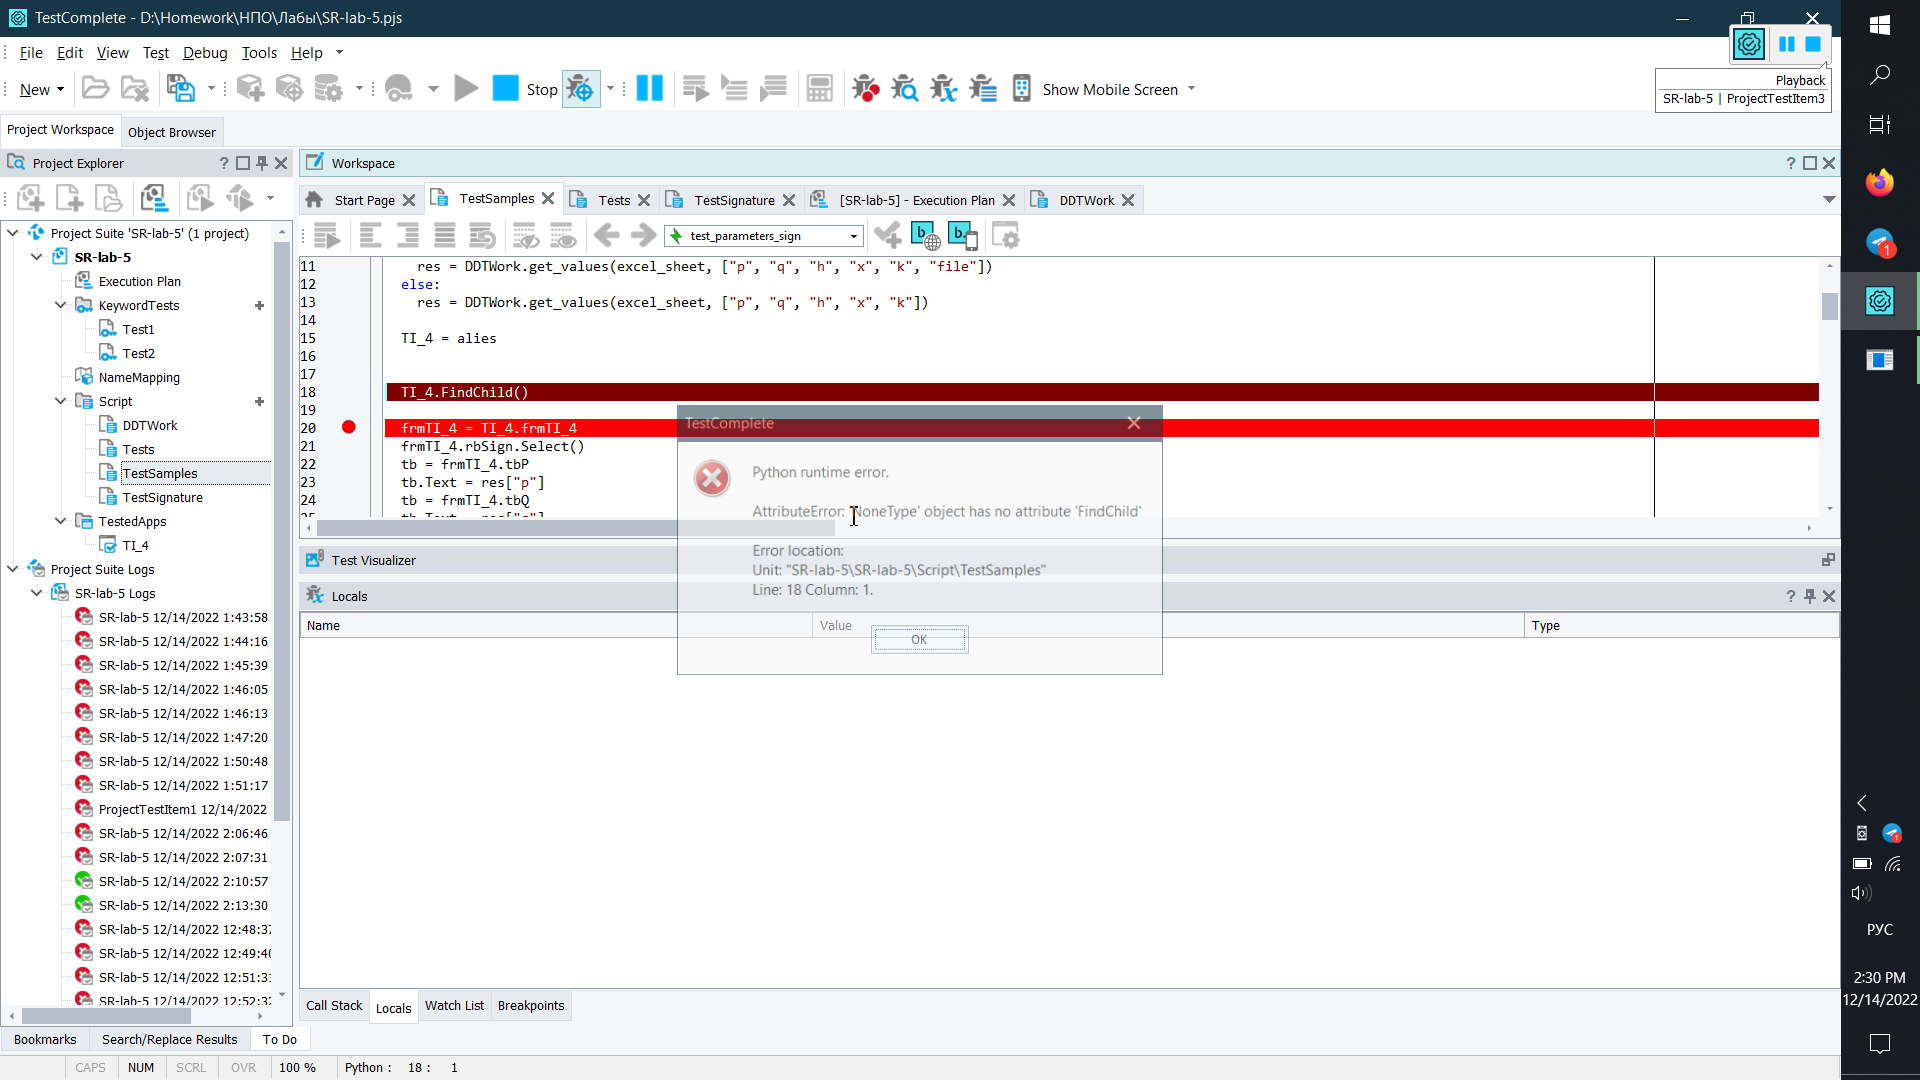 TestComplete - D:\Homework\НПО\Лабы\SR-lab-5.pjs
File Edit View Test Debug Tools Help
New Stop Show Mobile Screen
Playback
SR-lab-5 | ProjectTestItem3
Project Workspace Object Browser
Project Explorer ?
Workspace ?
Start Page TestSamples Tests TestSignature [SR-lab-5] - Execution Plan DDTWork
test_parameters_sign
Project Suite 'SR-lab-5' (1 project)
SR-lab-5
Execution Plan
KeywordTests
Test1
Test2
NameMapping
Script
DDTWork
Tests
TestSamples
TestSignature
TestedApps
TI_4
Project Suite Logs
SR-lab-5 Logs
SR-lab-5 12/14/2022 1:43:58
SR-lab-5 12/14/2022 1:44:16
SR-lab-5 12/14/2022 1:45:39
SR-lab-5 12/14/2022 1:46:05
SR-lab-5 12/14/2022 1:46:13
SR-lab-5 12/14/2022 1:47:20
SR-lab-5 12/14/2022 1:50:48
SR-lab-5 12/14/2022 1:51:17
ProjectTestItem1 12/14/2022
SR-lab-5 12/14/2022 2:06:46
SR-lab-5 12/14/2022 2:07:31
SR-lab-5 12/14/2022 2:10:57
SR-lab-5 12/14/2022 2:13:30
SR-lab-5 12/14/2022 12:48:37
SR-lab-5 12/14/2022 12:49:40
SR-lab-5 12/14/2022 12:51:31
SR-lab-5 12/14/2022 12:52:32
11 res = DDTWork.get_values(excel_sheet, ["p", "q", "h", "x", "k", "file"])
12 else:
13 res = DDTWork.get_values(excel_sheet, ["p", "q", "h", "x", "k"])
14
15 TI_4 = alies
16
17
18 TI_4.FindChild()
19
20 frmTI_4 = TI_4.frmTI_4
21 frmTI_4.rbSign.Select()
22 tb = frmTI_4.tbP
23 tb.Text = res["p"]
24 tb = frmTI_4.tbQ
25 tb.Text = res["q"]
TestComplete
Python runtime error.
AttributeError: 'NoneType' object has no attribute 'FindChild'
Error location:
Unit: "SR-lab-5\SR-lab-5\Script\TestSamples"
Line: 18 Column: 1.
OK
Test Visualizer
Locals ?
Name Value Type
Call Stack Locals Watch List Breakpoints
Bookmarks Search/Replace Results To Do
CAPS NUM SCRL OVR 100 % Python : 18 : 1
b b.
1
1
РУС
2:30 PM
12/14/2022